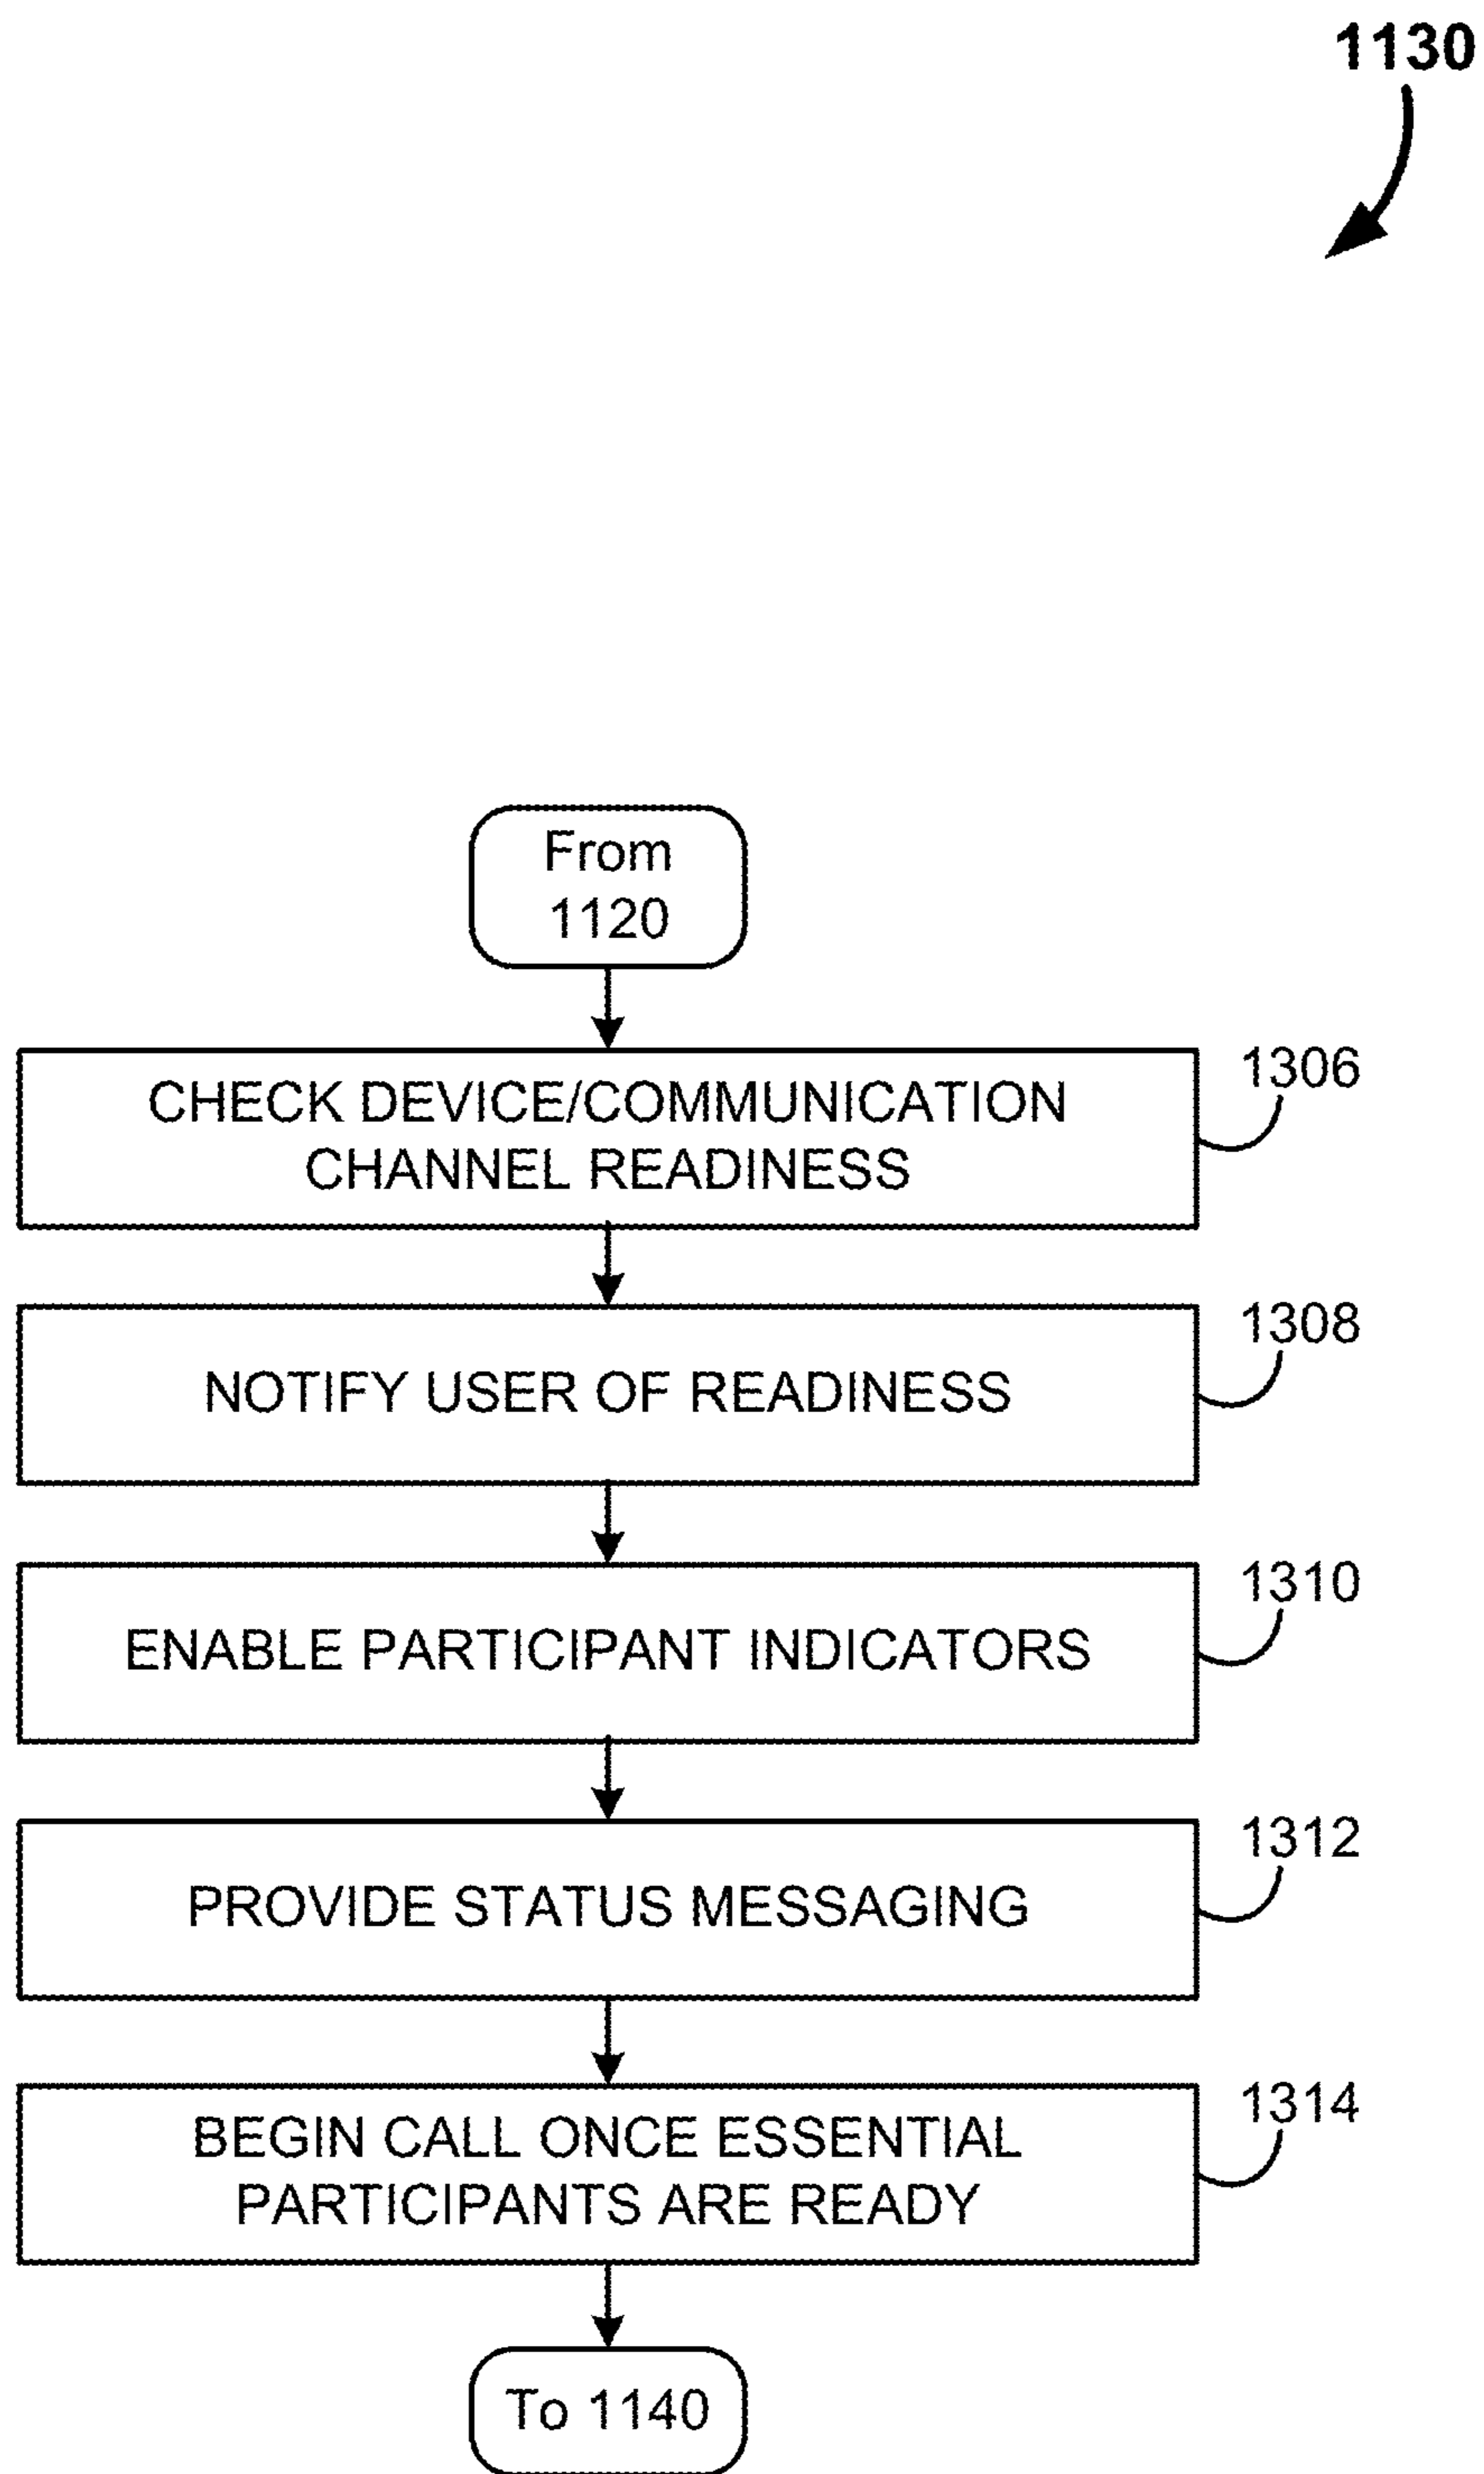 1130
From
1120
CHECK DEVICE/COMMUNICATION
CHANNEL READINESS
1306
NOTIFY USER OF READINESS
1308
ENABLE PARTICIPANT INDICATORS
1310
PROVIDE STATUS MESSAGING
1312
BEGIN CALL ONCE ESSENTIAL
PARTICIPANTS ARE READY
1314
To 1140